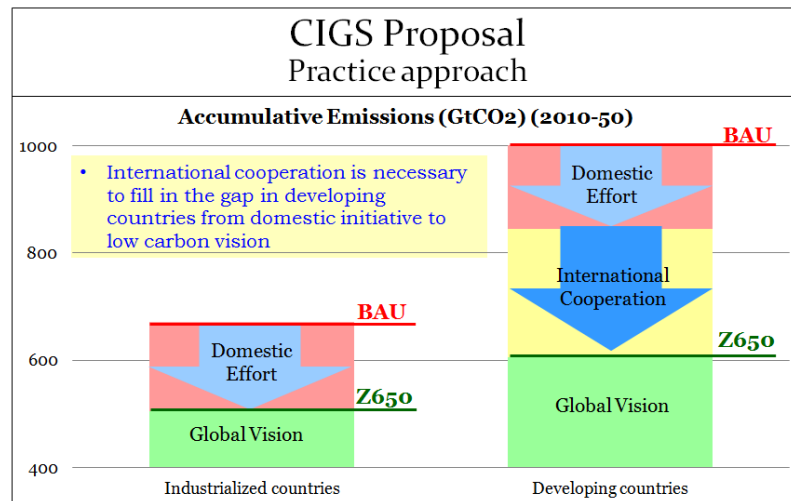 CIGS Proposal
Practice approach
Accumulative Emissions (GtCO2) (2010-50)
• International cooperation is necessary
to fill in the gap in developing
countries from domestic initiative to
low carbon vision
1000
800
600
400
BAU
Domestic
Effort
Z650
Global Vision
Industrialized countries
BAU
Domestic
Effort
International
Cooperation
Z650
Global Vision
Developing countries